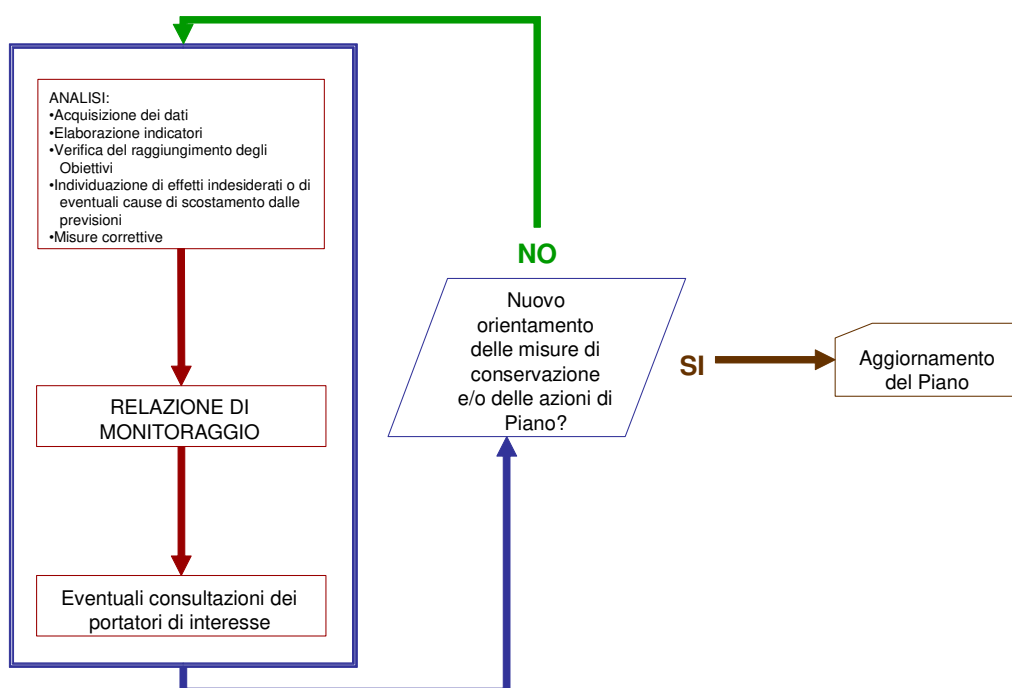 ANALISI:
•Acquisizione dei dati
•Elaborazione indicatori
•Verifica del raggiungimento degli
Obiettivi
•Individuazione di effetti indesiderati o di
eventuali cause di scostamento dalle
previsioni
•Misure correttive
RELAZIONE DI
MONITORAGGIO
Eventuali consultazioni dei
portatori di interesse
NO
Nuovo
orientamento
delle misure di
conservazione
e/o delle azioni di
Piano?
SI
Aggiornamento
del Piano